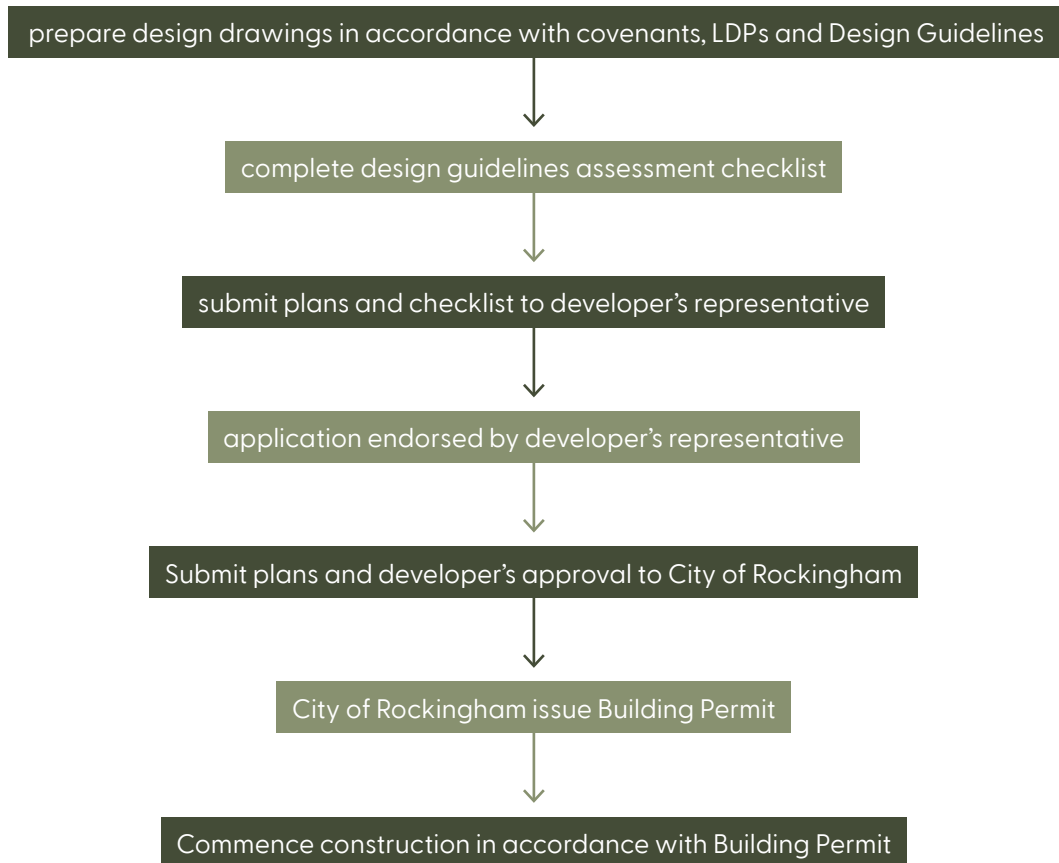 prepare design drawings in accordance with covenants, LDPs and Design Guidelines
complete design guidelines assessment checklist
submit plans and checklist to developer’s representative
application endorsed by developer’s representative
Submit plans and developer’s approval to City of Rockingham
City of Rockingham issue Building Permit
Commence construction in accordance with Building Permit